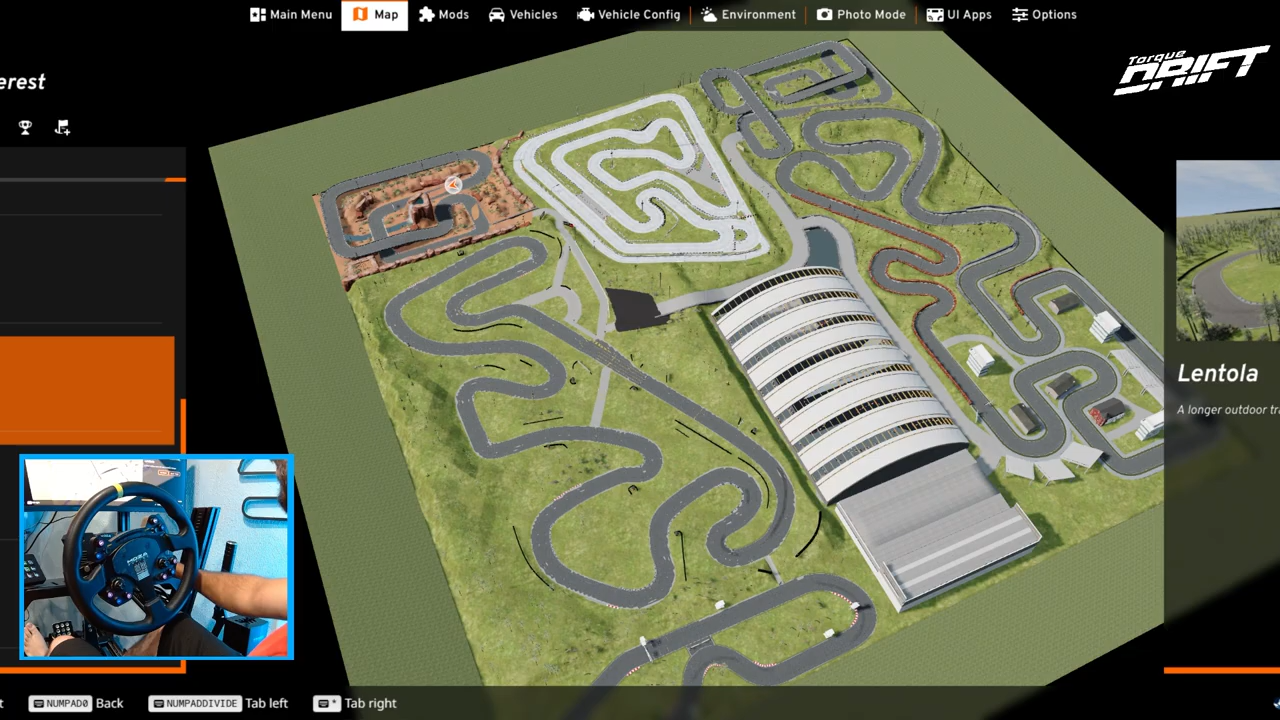 Main Menu
Map
Mods
Vehicles
Vehicle Config
Environment
Photo Mode
UI Apps
Options
Torque
DRIFT
erest
Lentola
A longer outdoor tra
MOZA
t
NUMPAD0 Back
NUMPADDIVIDE Tab left
* Tab right